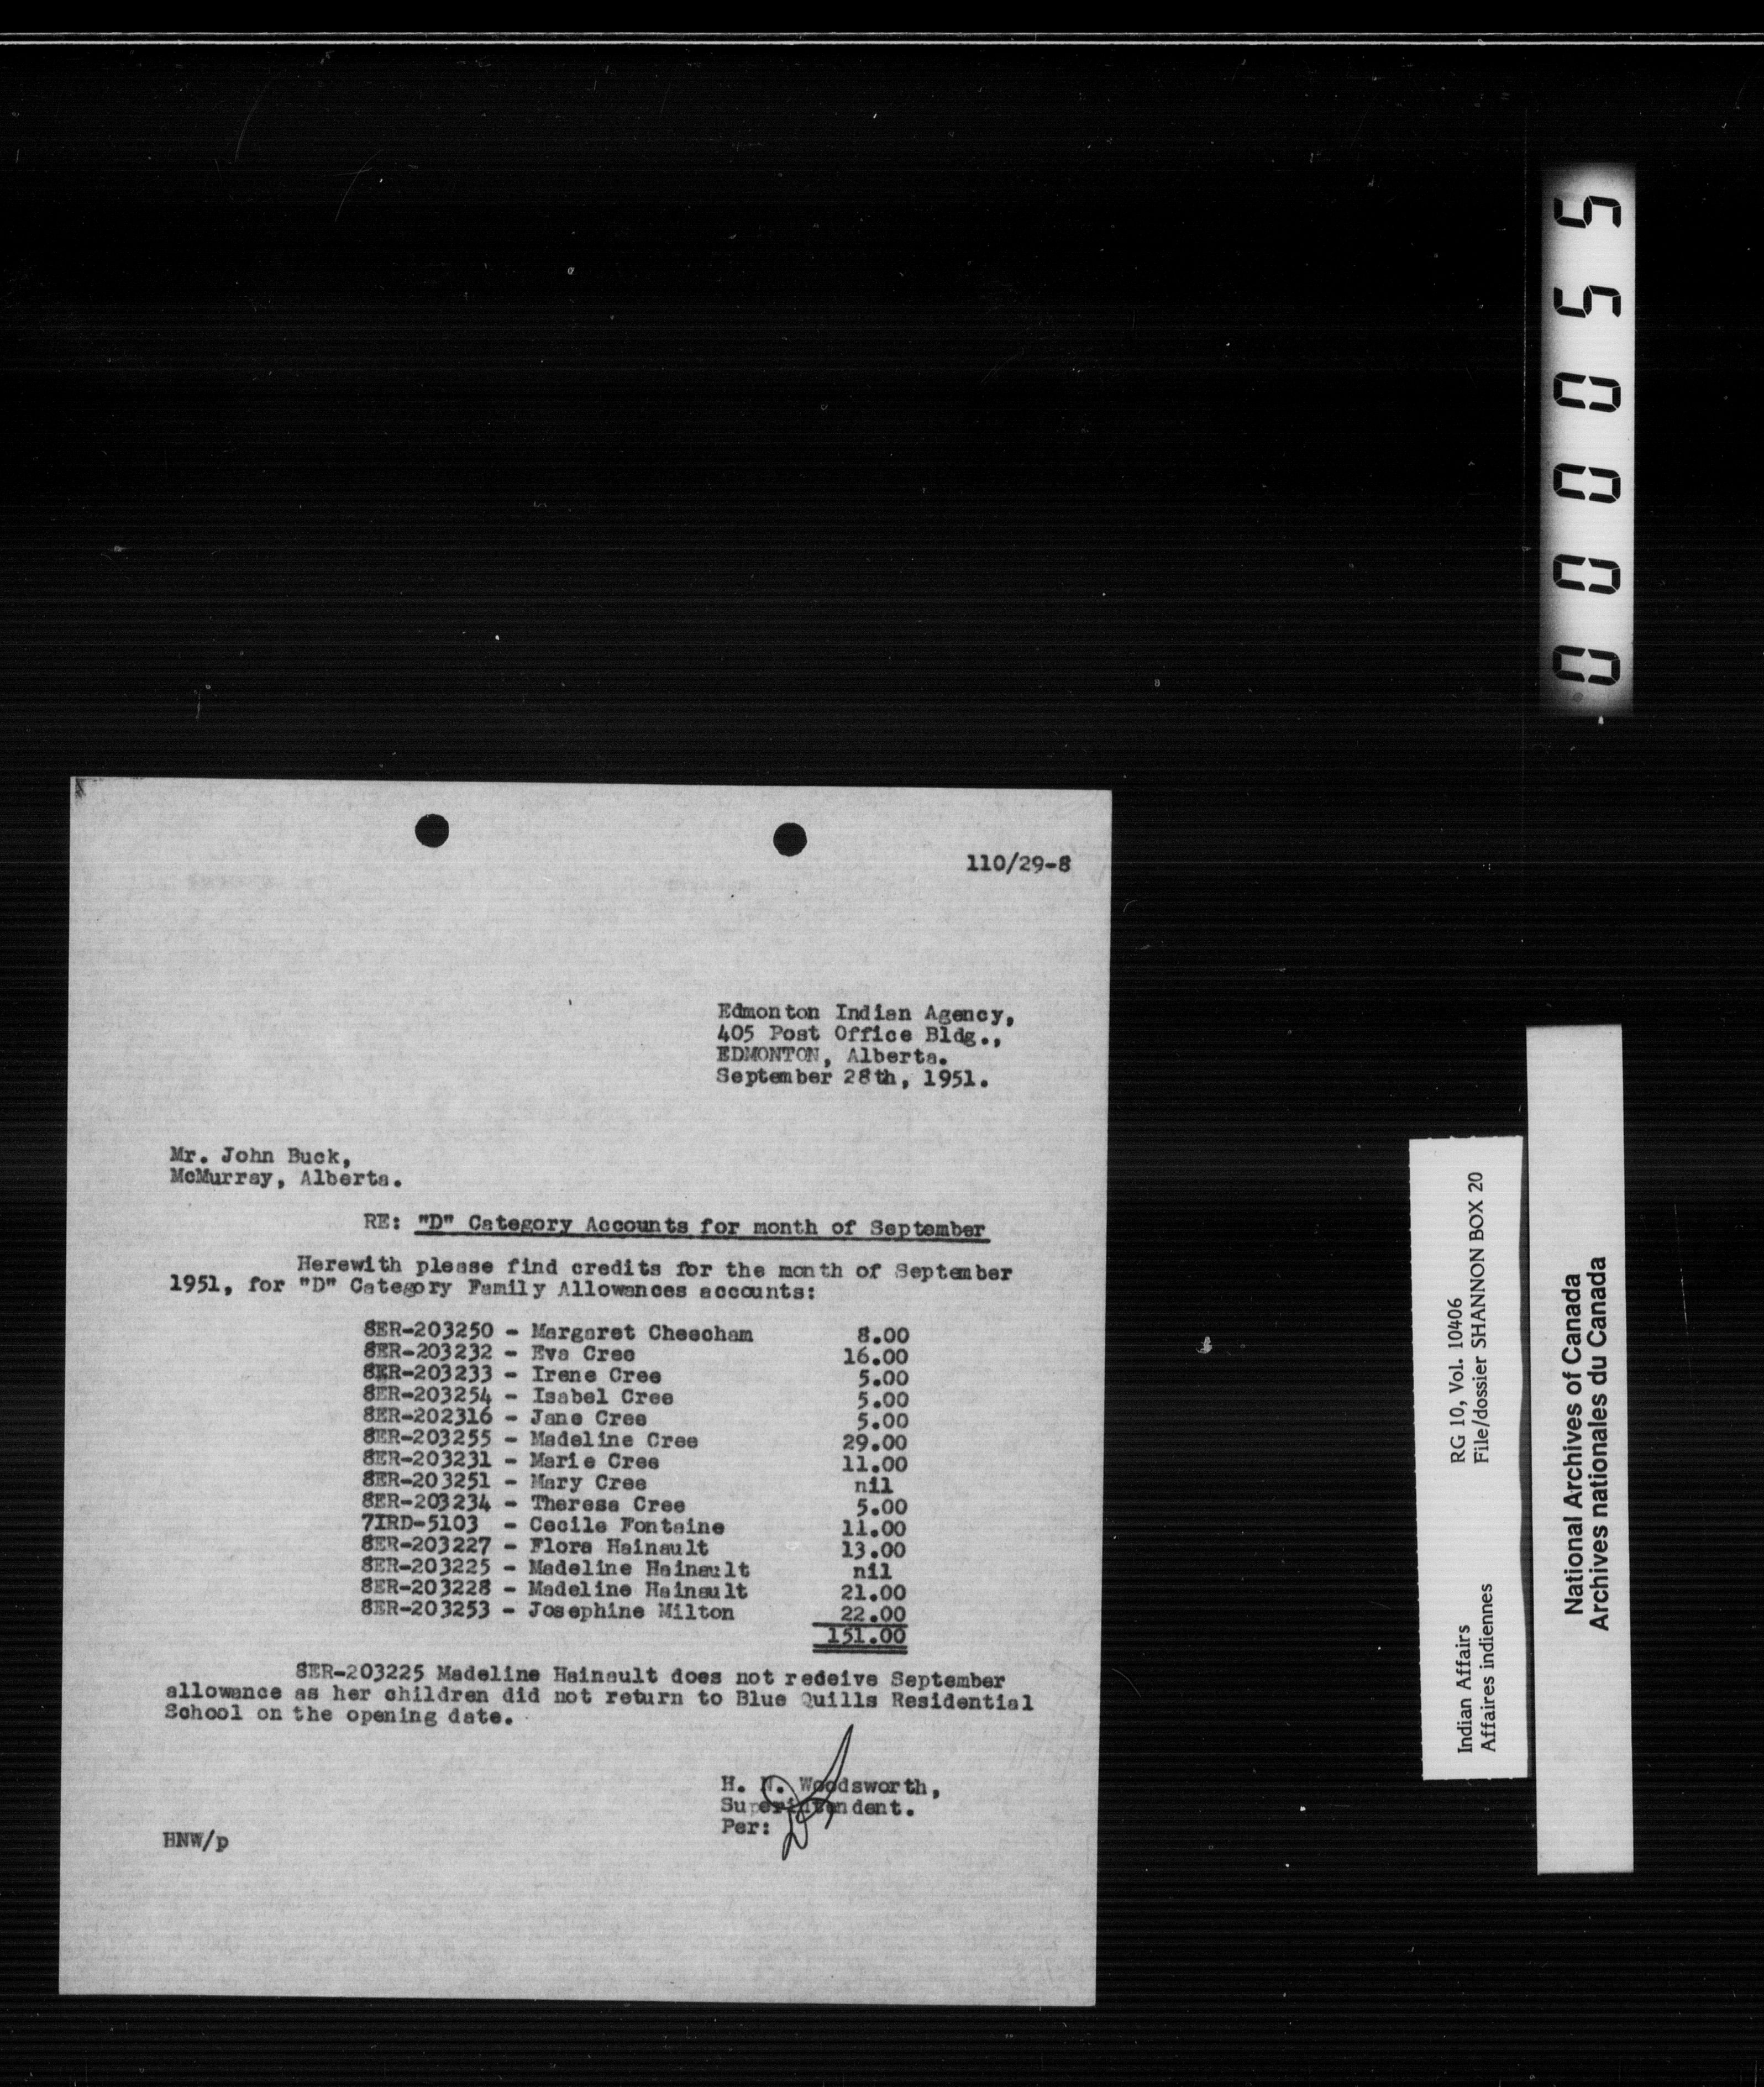 110/29-8
Edmonton Indian Agency,
405 Post Office Bldg.,
EDMONTON, Alberta.
September 28th, 1951.
Mr. John Buck,
McMurray, Alberta.
RE: "D" Category Accounts for month of September
Herewith please find credits for the month of September
1951, for "D" Category Family Allowances accounts:
8ER-203250 - Margaret Cheecham 8.00
8ER-203232 - Eva Cree 16.00
8ER-203233 - Irene Cree 5.00
8ER-203254 - Isabel Cree 5.00
8ER-202316 - Jane Cree 5.00
8ER-203255 - Madeline Cree 29.00
8ER-203231 - Marie Cree 11.00
8ER-203251 - Mary Cree nil
8ER-203234 - Theresa Cree 5.00
7IRD-5103 - Cecile Fontaine 11.00
8ER-203227 - Flora Hainault 13.00
8ER-203225 - Madeline Hainault nil
8ER-203228 - Madeline Hainault 21.00
8ER-203253 - Josephine Milton 22.00
151.00
8ER-203225 Madeline Hainault does not redeive September
allowance as her children did not return to Blue Quills Residential
School on the opening date.
H. N. Woodsworth,
Superintendent.
Per:
HNW/p
000055
Indian Affairs RG 10, Vol. 10406
Affaires indiennes File/dossier SHANNON BOX 20
National Archives of Canada
Archives nationales du Canada